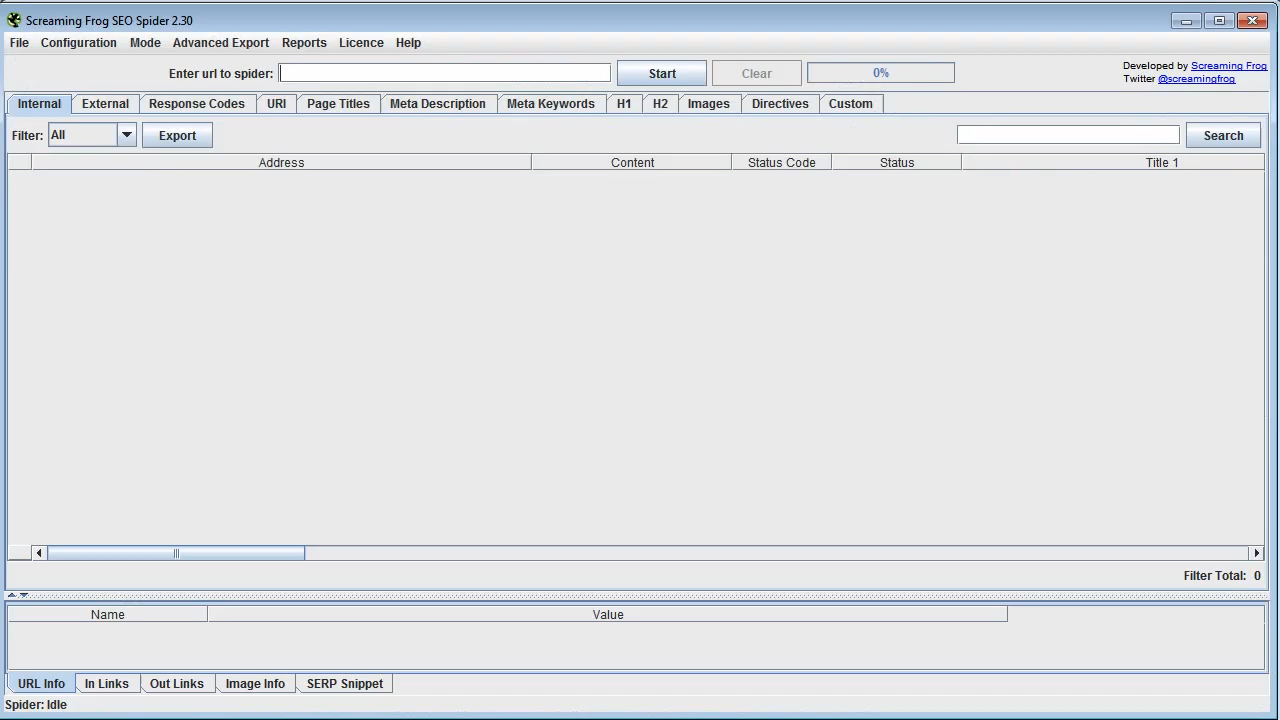 Screaming Frog SEO Spider 2.30
File Configuration Mode Advanced Export Reports Licence Help
Enter url to spider: Start Clear 0%
Developed by Screaming Frog
Twitter @screamingfrog
Internal External Response Codes URI Page Titles Meta Description Meta Keywords H1 H2 Images Directives Custom
Filter: All Export Search
Address Content Status Code Status Title 1
Filter Total: 0
Name Value
URL Info In Links Out Links Image Info SERP Snippet
Spider: Idle